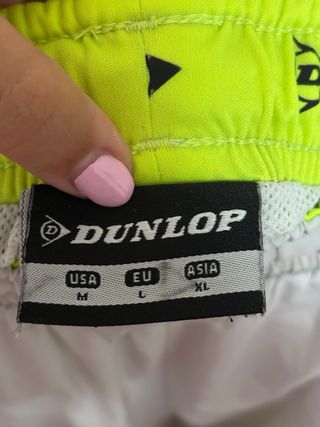 D DUNLOP
USA EU ASIA
M L XL